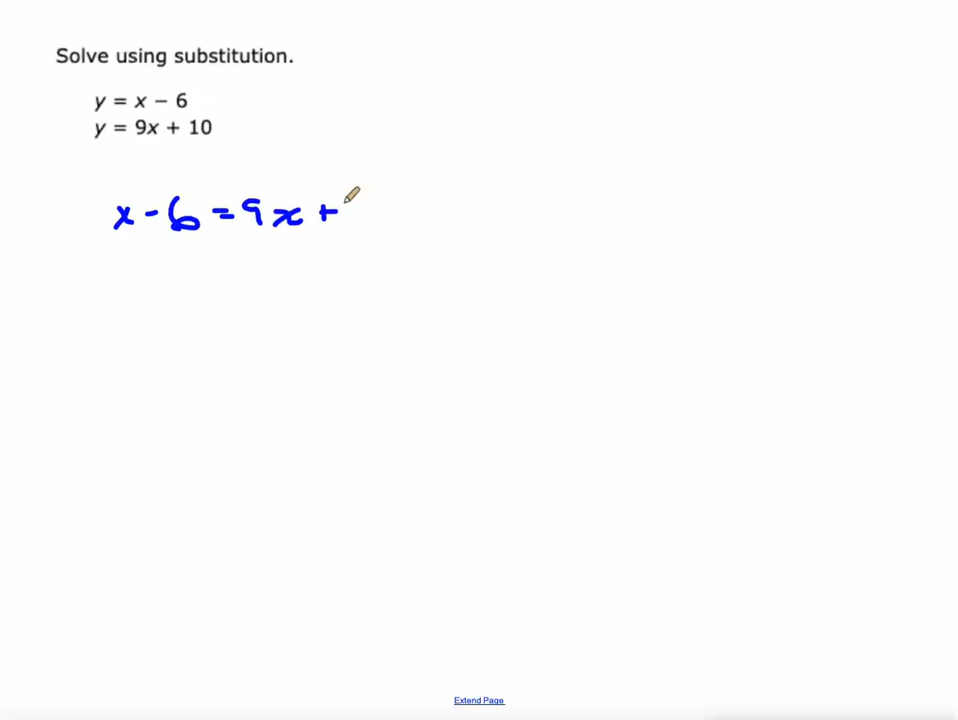 Solve using substitution.
y = x − 6
y = 9x + 10
x - 6 = 9x +
Extend Page